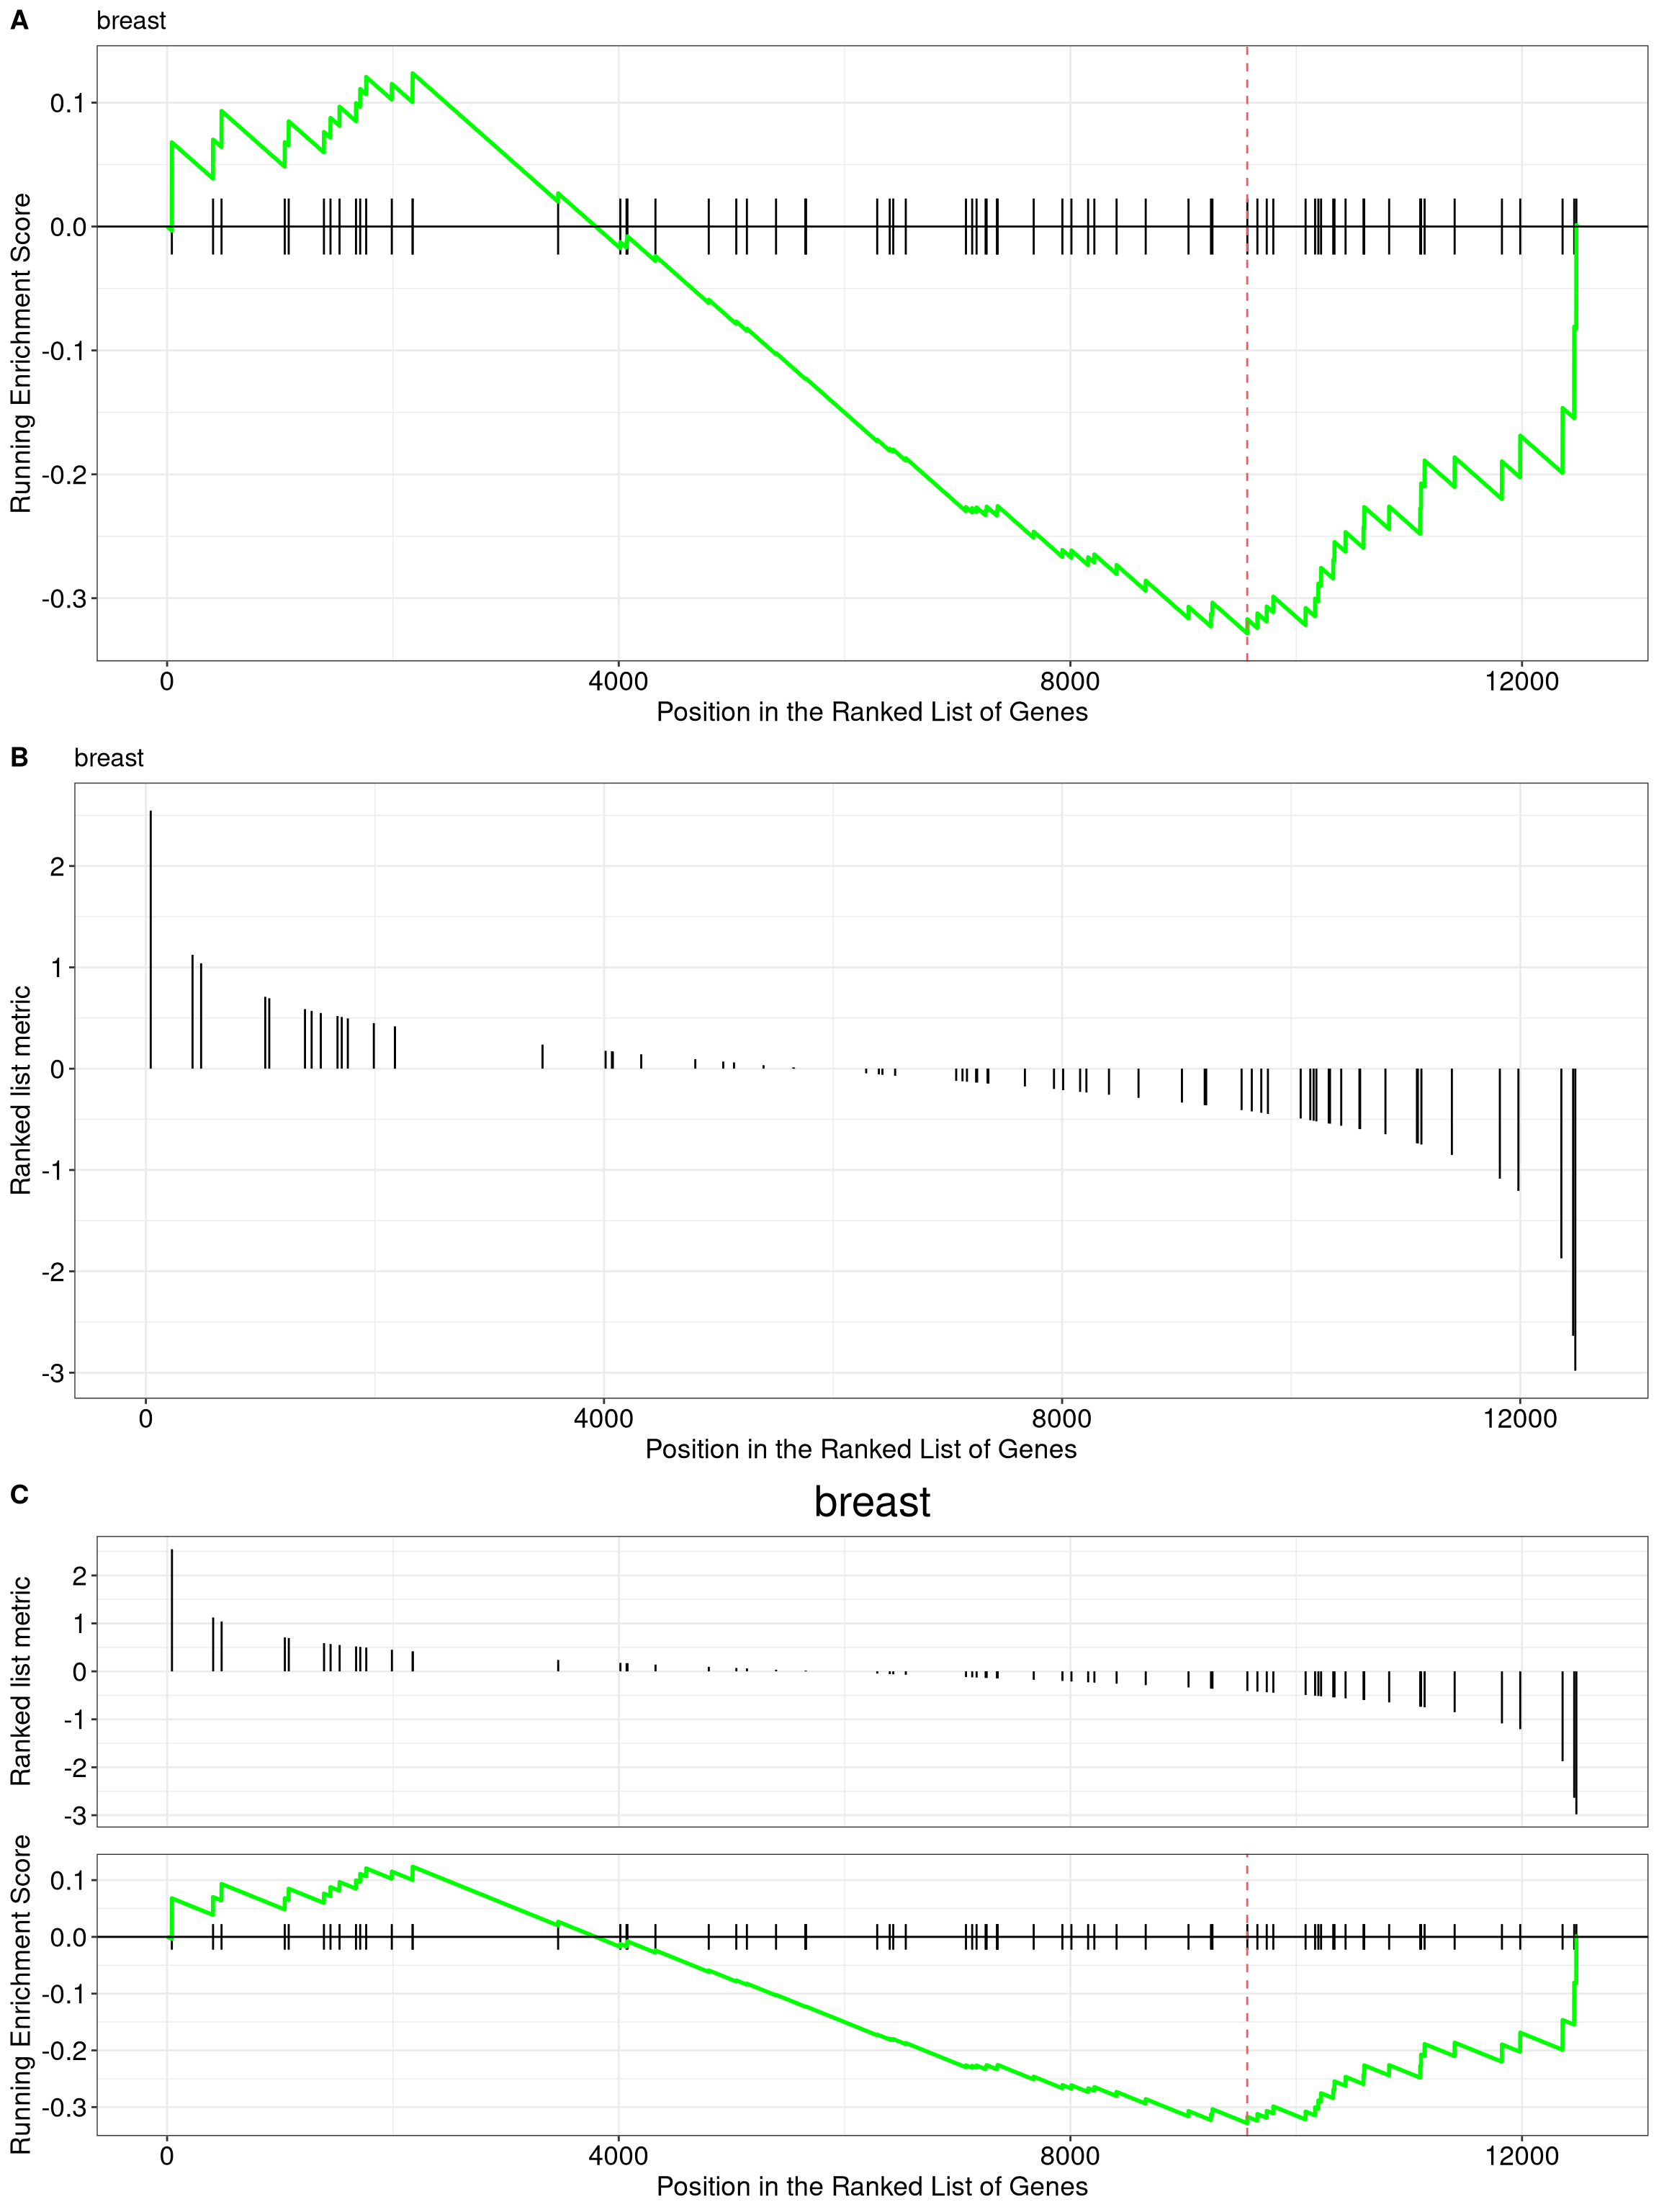 A
breast
Running Enrichment Score
0.1
0.0
-0.1
-0.2
-0.3
0 4000 8000 12000
Position in the Ranked List of Genes
B
breast
Ranked list metric
2
1
0
-1
-2
-3
0 4000 8000 12000
Position in the Ranked List of Genes
C
breast
Ranked list metric
2
1
0
-1
-2
-3
Running Enrichment Score
0.1
0.0
-0.1
-0.2
-0.3
0 4000 8000 12000
Position in the Ranked List of Genes